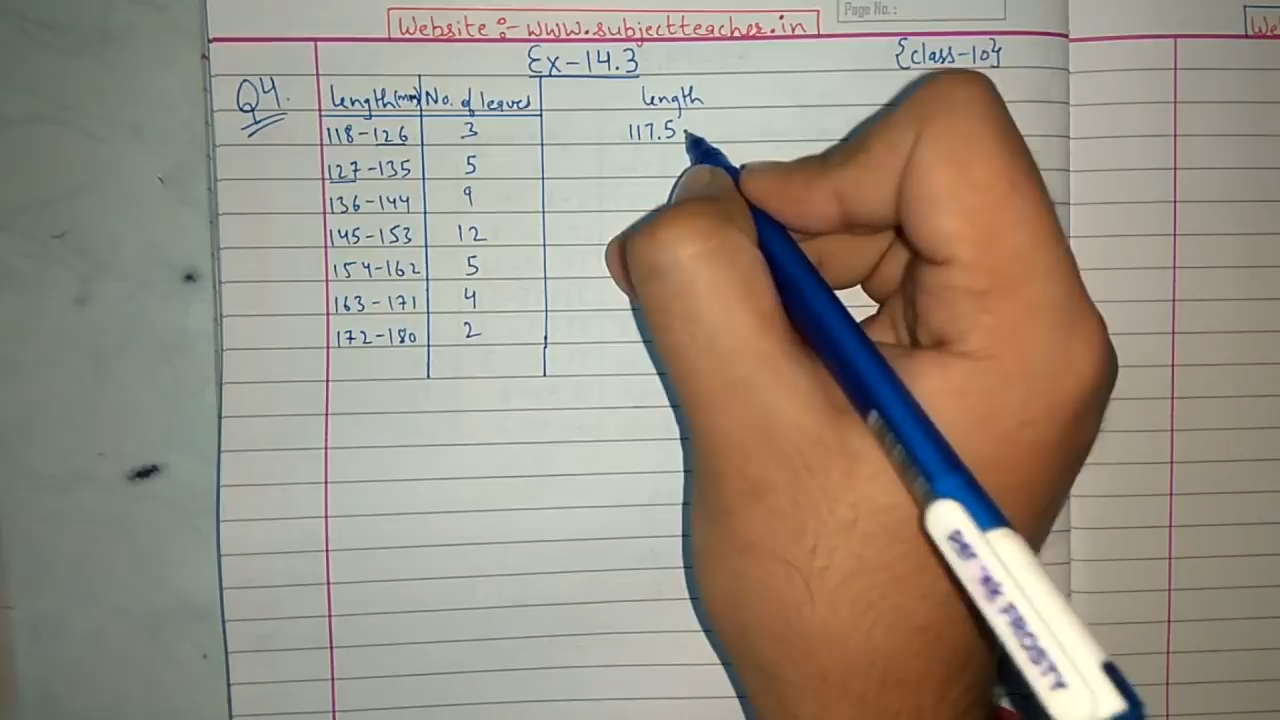 Page No.:
Website :- www.subjectteacher.in
We
Ex-14.3
{class-10}
Q4.
length(mm) No. of leaves length
118-126 3 117.5
127-135 5
136-144 9
145-153 12
154-162 5
163-171 4
172-180 2
FROSTY